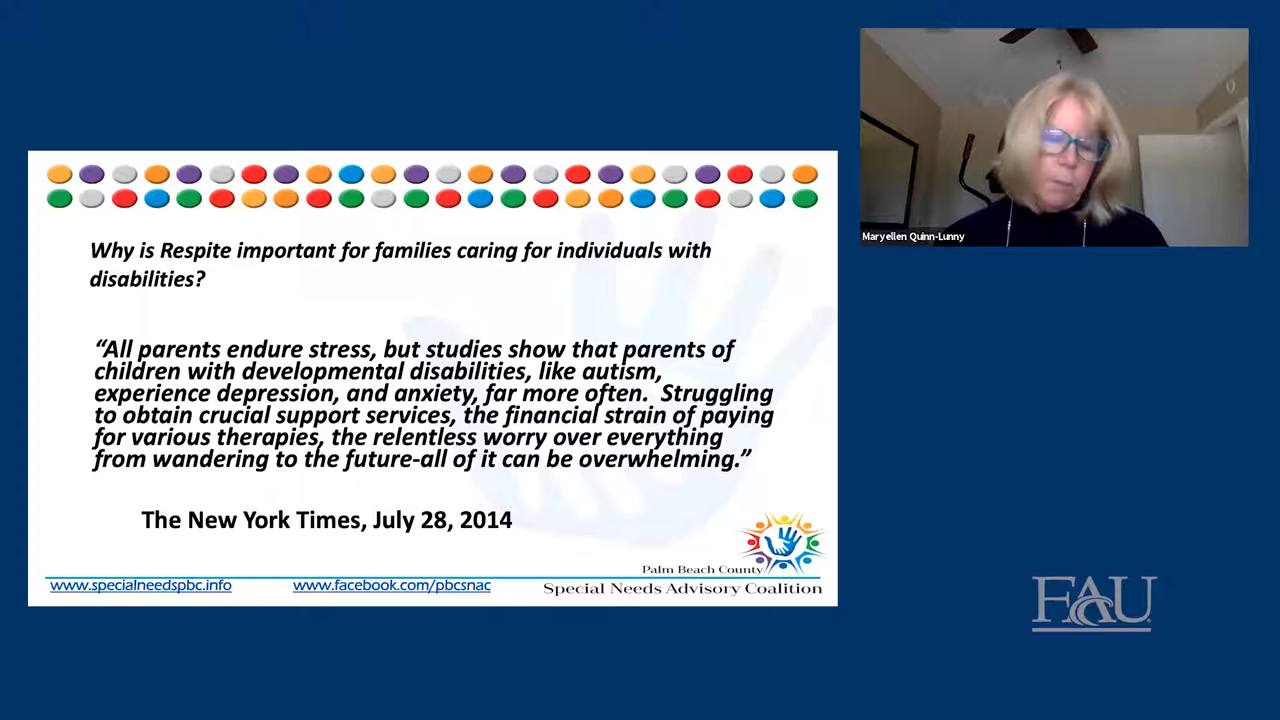 Why is Respite important for families caring for individuals with
disabilities?
“All parents endure stress, but studies show that parents of
children with developmental disabilities, like autism,
experience depression, and anxiety, far more often.  Struggling
to obtain crucial support services, the financial strain of paying
for various therapies, the relentless worry over everything
from wandering to the future-all of it can be overwhelming.”
The New York Times, July 28, 2014
Palm Beach County
Special Needs Advisory Coalition
www.specialneedspbc.info
www.facebook.com/pbcsnac
Maryellen Quinn-Lunny
FAU